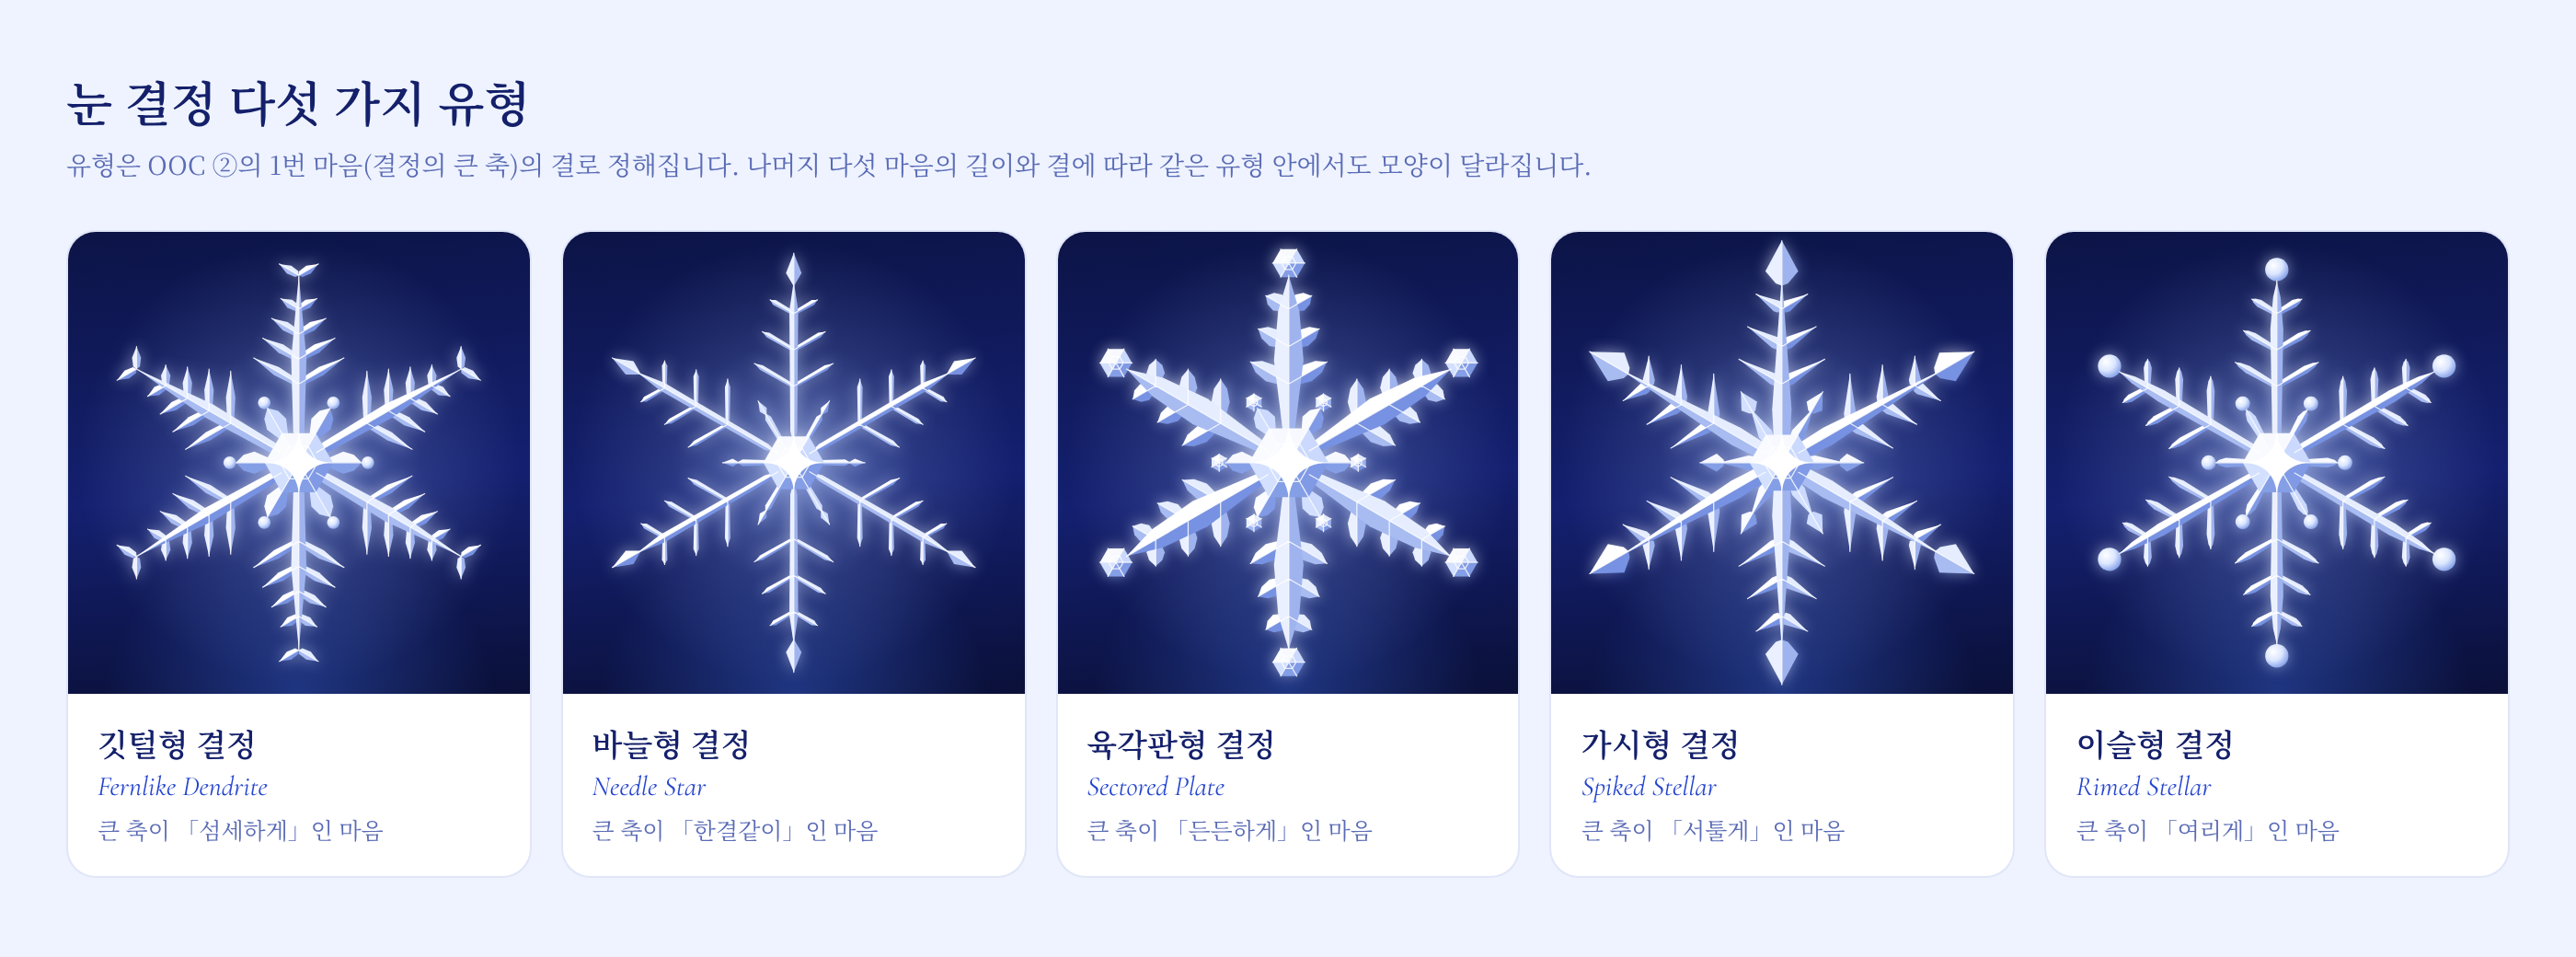 눈 결정 다섯 가지 유형
유형은 OOC ②의 1번 마음(결정의 큰 축)의 결로 정해집니다. 나머지 다섯 마음의 길이와 결에 따라 같은 유형 안에서도 모양이 달라집니다.
깃털형 결정
Fernlike Dendrite
큰 축이 「섬세하게」인 마음
바늘형 결정
Needle Star
큰 축이 「한결같이」인 마음
육각판형 결정
Sectored Plate
큰 축이 「든든하게」인 마음
가시형 결정
Spiked Stellar
큰 축이 「서툴게」인 마음
이슬형 결정
Rimed Stellar
큰 축이 「여리게」인 마음